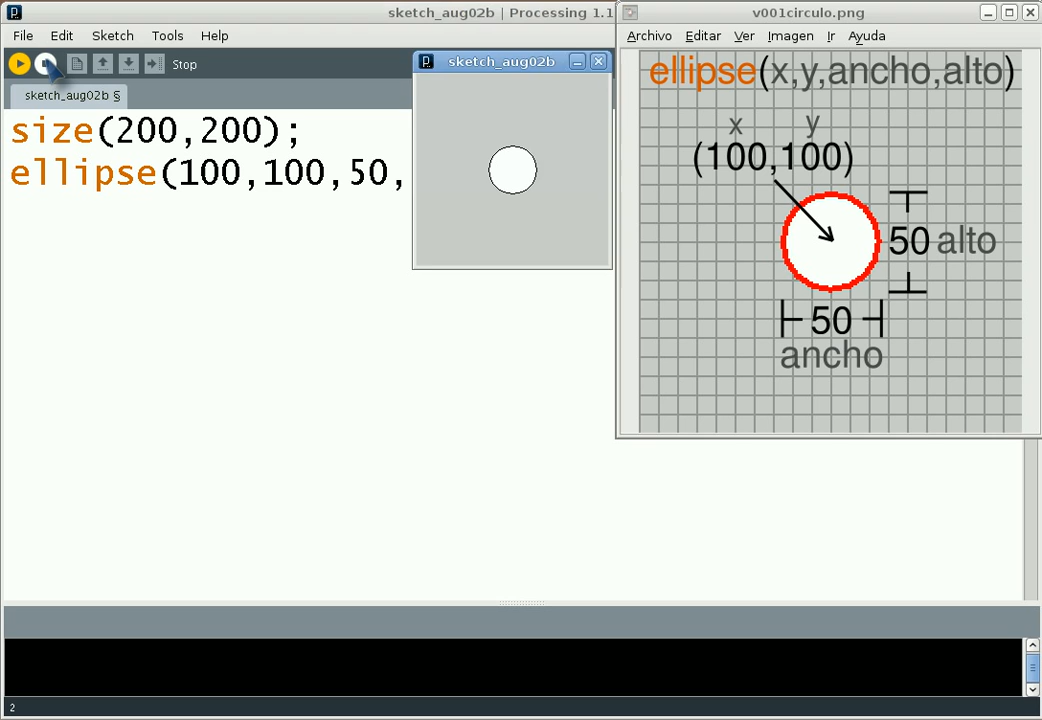 sketch_aug02b | Processing 1.1
File Edit Sketch Tools Help
Stop
sketch_aug02b §
size(200,200);
ellipse(100,100,50,
sketch_aug02b
v001circulo.png
Archivo Editar Ver Imagen Ir Ayuda
ellipse(x,y,ancho,alto)
x y
(100,100)
50 alto
50
ancho
2